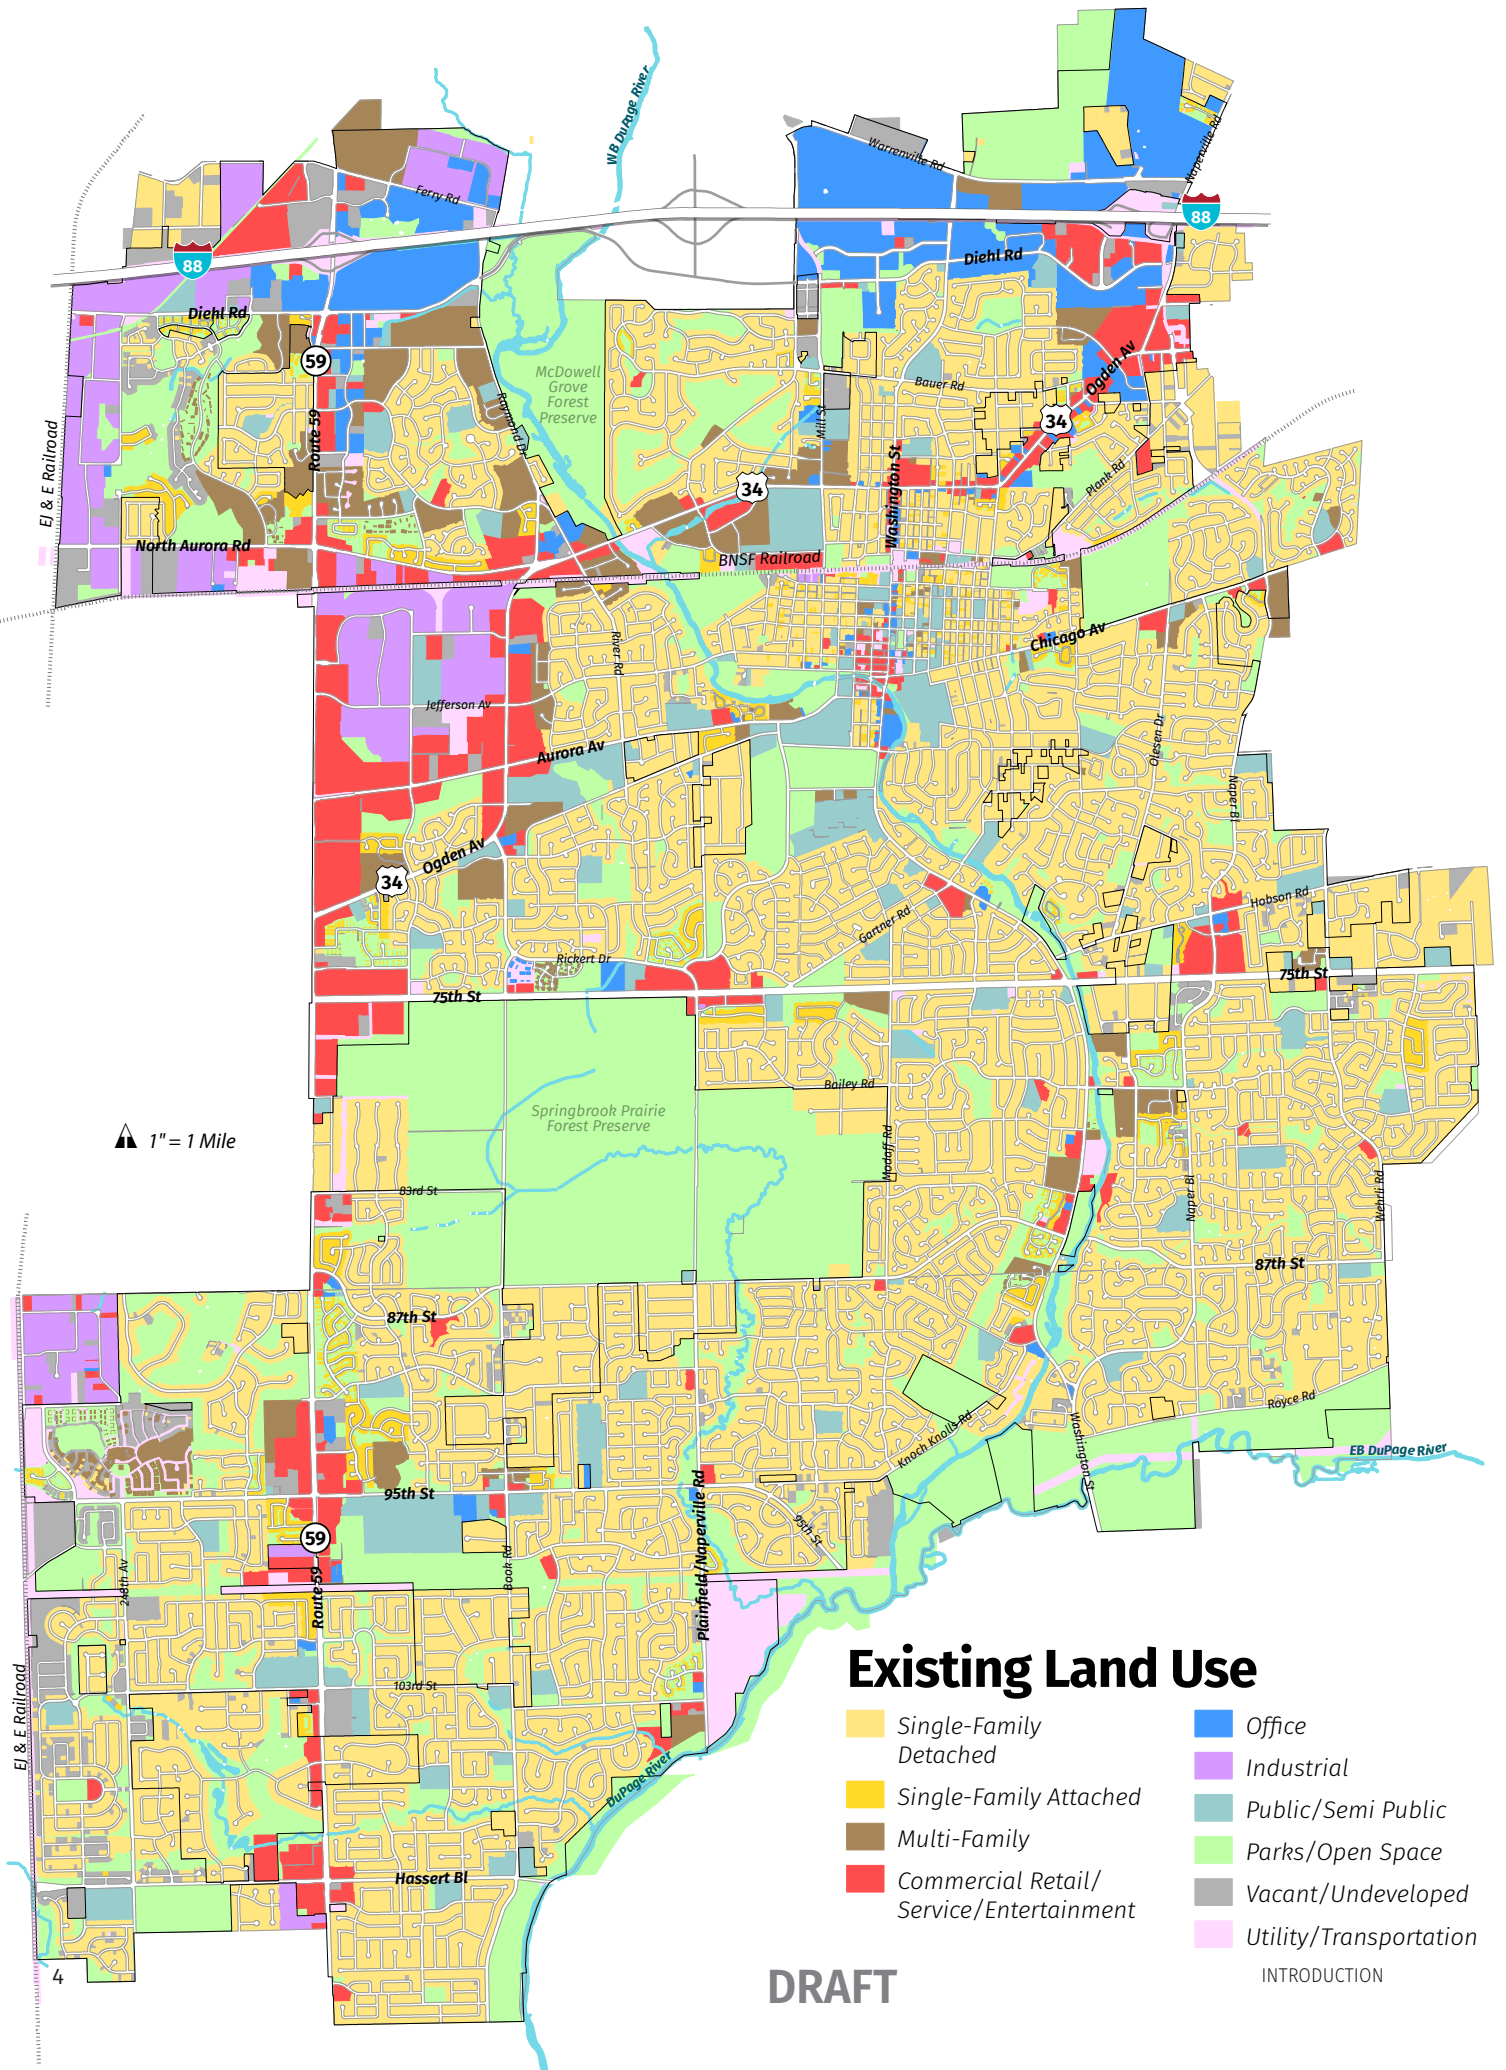 WB DuPage River
Warrenville Rd
Naperville Rd
Ferry Rd
88
88
Diehl Rd
Diehl Rd
59
McDowell
Grove
Forest
Preserve
Bauer Rd
Ogden Av
34
Raymond Dr
Mill St
Route 59
EJ & E Railroad
Washington St
Plank Rd
34
North Aurora Rd
BNSF Railroad
River Rd
Chicago Av
Jefferson Av
Aurora Av
Olesen Dr
Naper Bl
Ogden Av
34
Hobson Rd
Gartner Rd
Rickert Dr
75th St
75th St
Bailey Rd
Springbrook Prairie
Forest Preserve
1" = 1 Mile
Modaff Rd
83rd St
Naper Bl
Wehrli Rd
87th St
87th St
Royce Rd
Knoch Knolls Rd
Washington St
EB DuPage River
95th St
Plainfield/Naperville Rd
95th St
59
Book Rd
248th Av
Route 59
EJ & E Railroad
103rd St
DuPage River
Hassert Bl
Existing Land Use
Single-Family
Detached
Single-Family Attached
Multi-Family
Commercial Retail/
Service/Entertainment
Office
Industrial
Public/Semi Public
Parks/Open Space
Vacant/Undeveloped
Utility/Transportation
4
DRAFT
INTRODUCTION